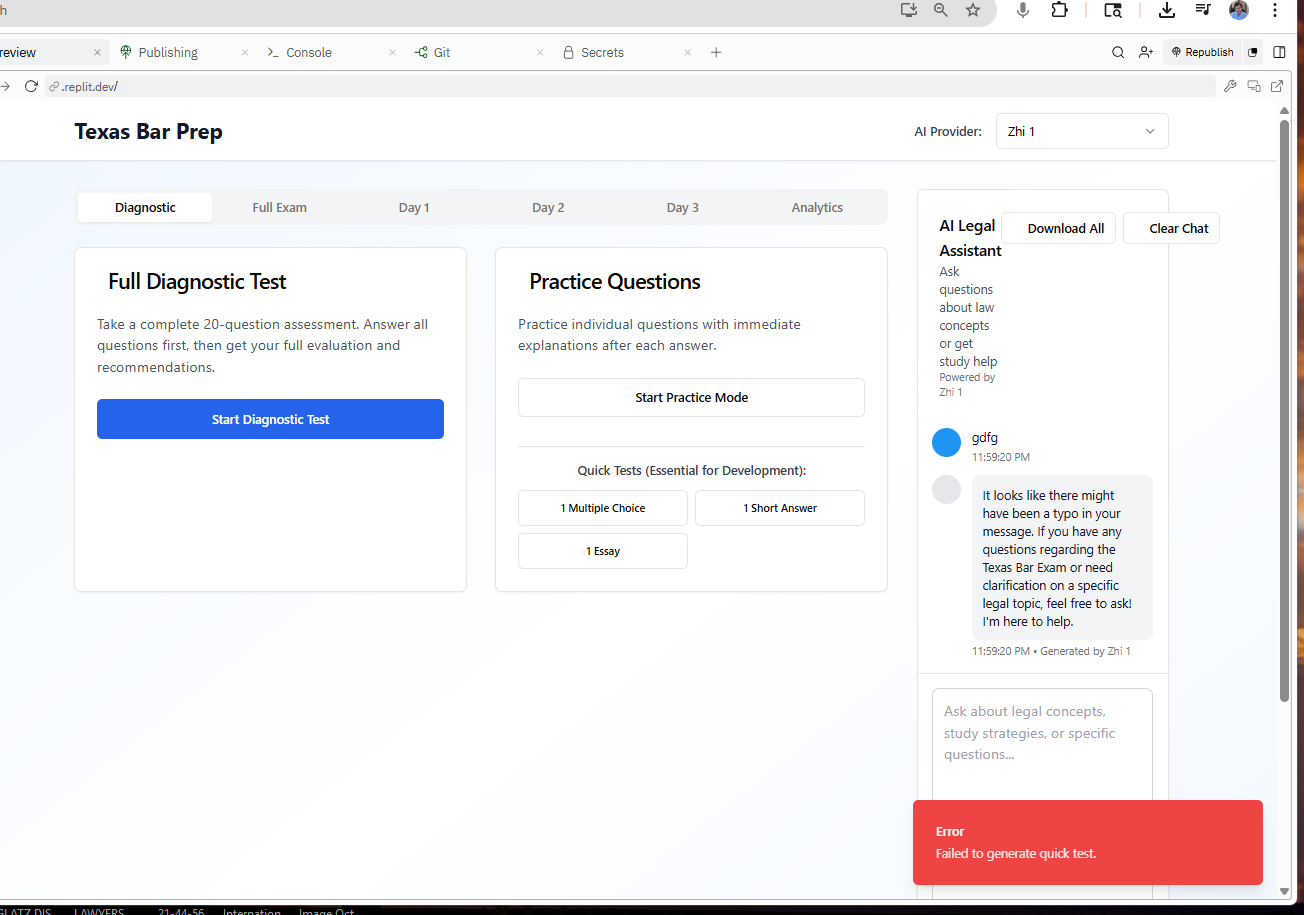 h
review
Publishing
Console
Git
Secrets
Republish
.replit.dev/
Texas Bar Prep
AI Provider:
Zhi 1
Diagnostic
Full Exam
Day 1
Day 2
Day 3
Analytics
Full Diagnostic Test
Take a complete 20-question assessment. Answer all
questions first, then get your full evaluation and
recommendations.
Start Diagnostic Test
Practice Questions
Practice individual questions with immediate
explanations after each answer.
Start Practice Mode
Quick Tests (Essential for Development):
1 Multiple Choice
1 Short Answer
1 Essay
AI Legal
Assistant
Download All
Clear Chat
Ask
questions
about law
concepts
or get
study help
Powered by
Zhi 1
gdfg
11:59:20 PM
It looks like there might
have been a typo in your
message. If you have any
questions regarding the
Texas Bar Exam or need
clarification on a specific
legal topic, feel free to ask!
I'm here to help.
11:59:20 PM • Generated by Zhi 1
Ask about legal concepts,
study strategies, or specific
questions...
Error
Failed to generate quick test.
GLATZ DIS
LAWYERS
21-44-56
Internation
Image Oct